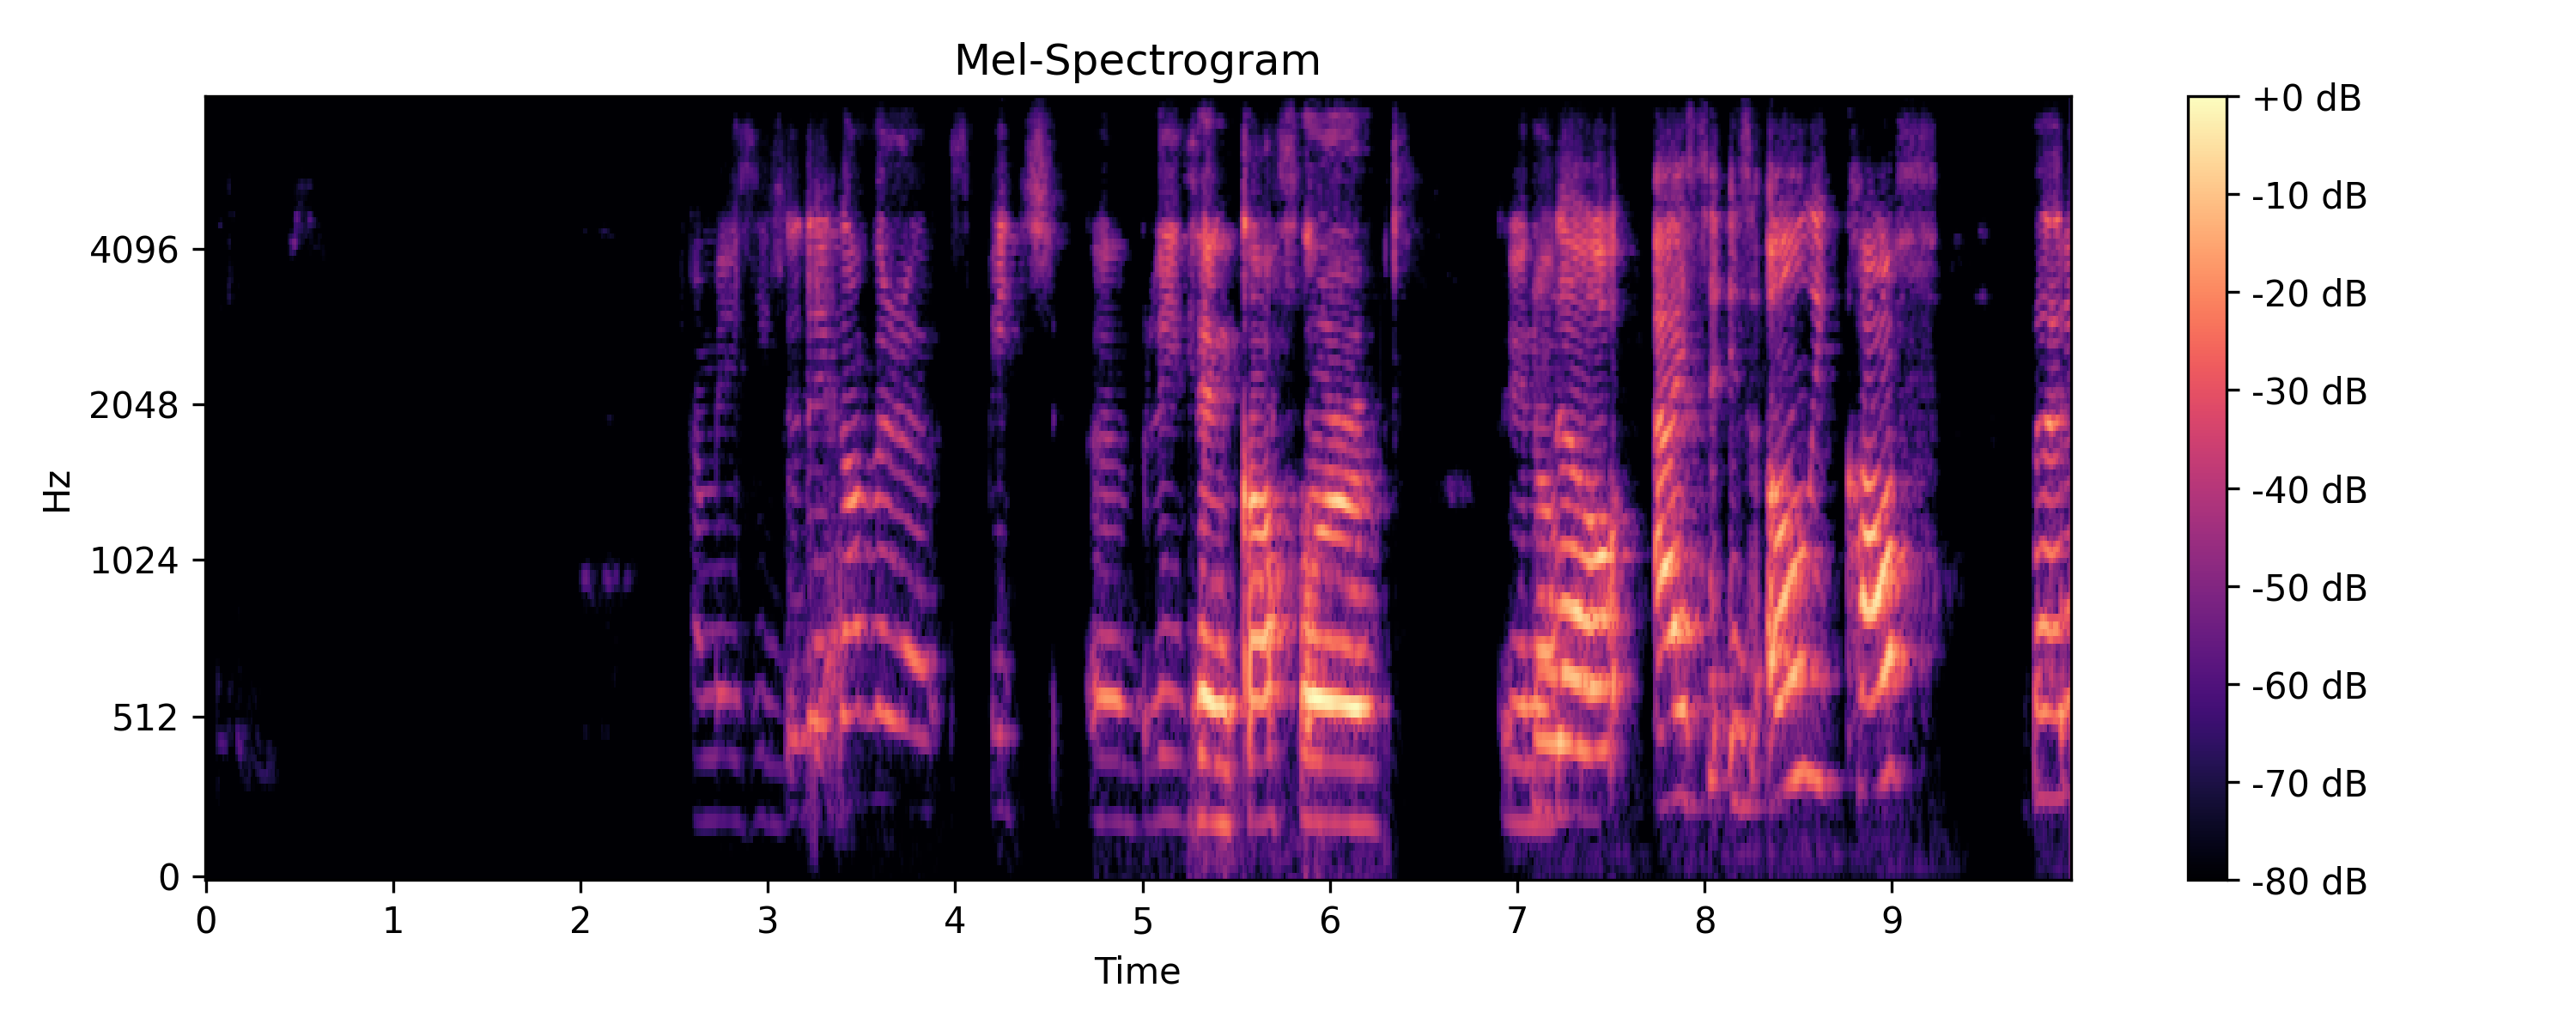 Mel-Spectrogram
+0 dB
-10 dB
-20 dB
-30 dB
-40 dB
-50 dB
-60 dB
-70 dB
-80 dB
Hz
4096
2048
1024
512
0
0 1 2 3 4 5 6 7 8 9
Time